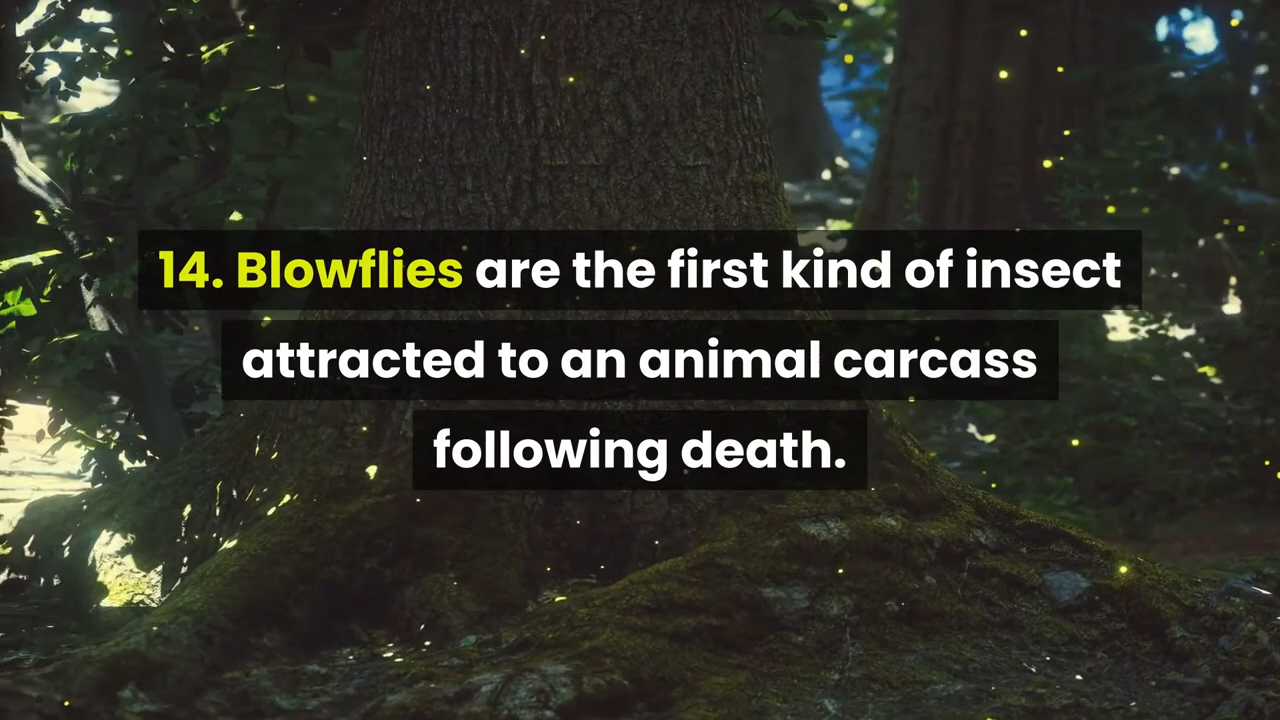 14. Blowflies are the first kind of insect
attracted to an animal carcass
following death.